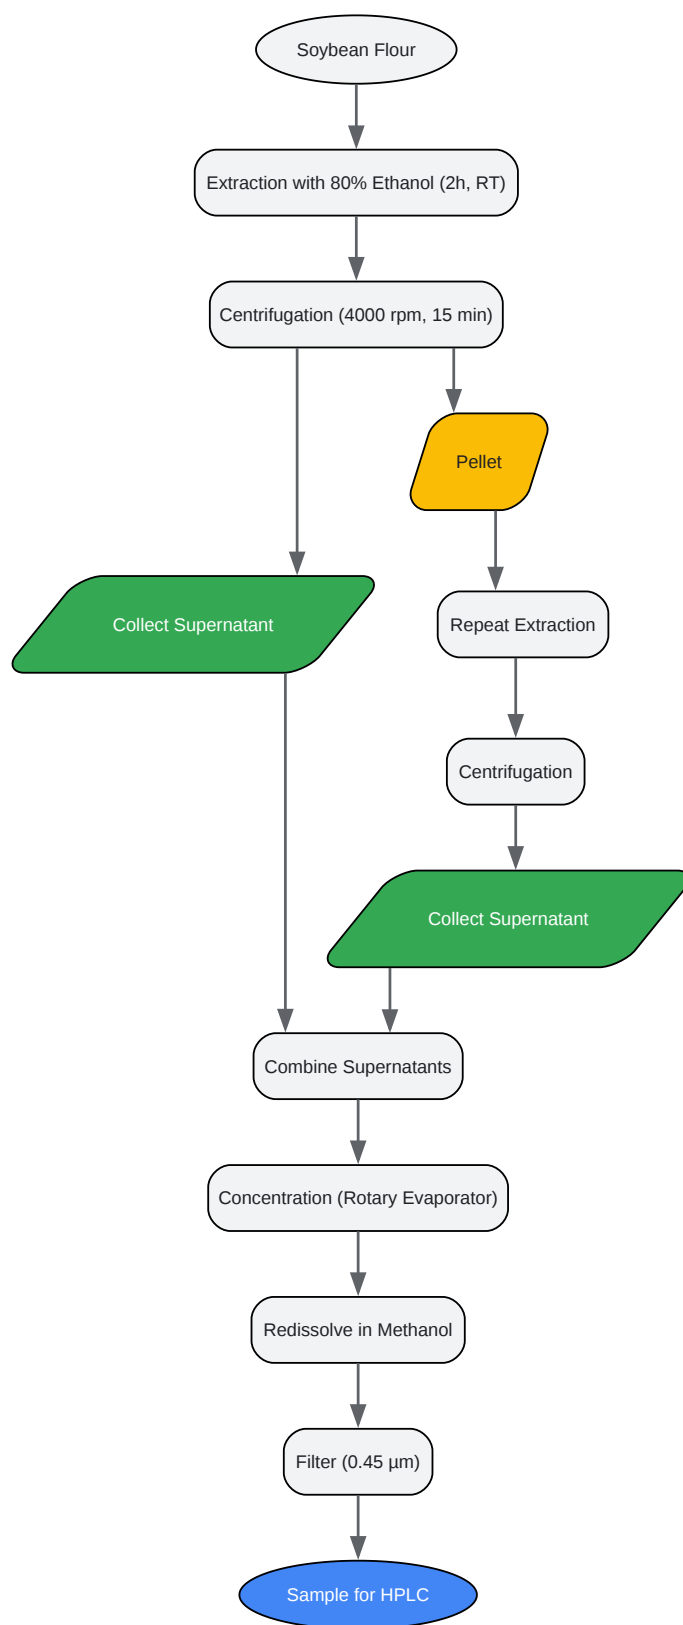 Soybean Flour
Extraction with 80% Ethanol (2h, RT)
Centrifugation (4000 rpm, 15 min)
Pellet
Collect Supernatant
Repeat Extraction
Centrifugation
Collect Supernatant
Combine Supernatants
Concentration (Rotary Evaporator)
Redissolve in Methanol
Filter (0.45 µm)
Sample for HPLC